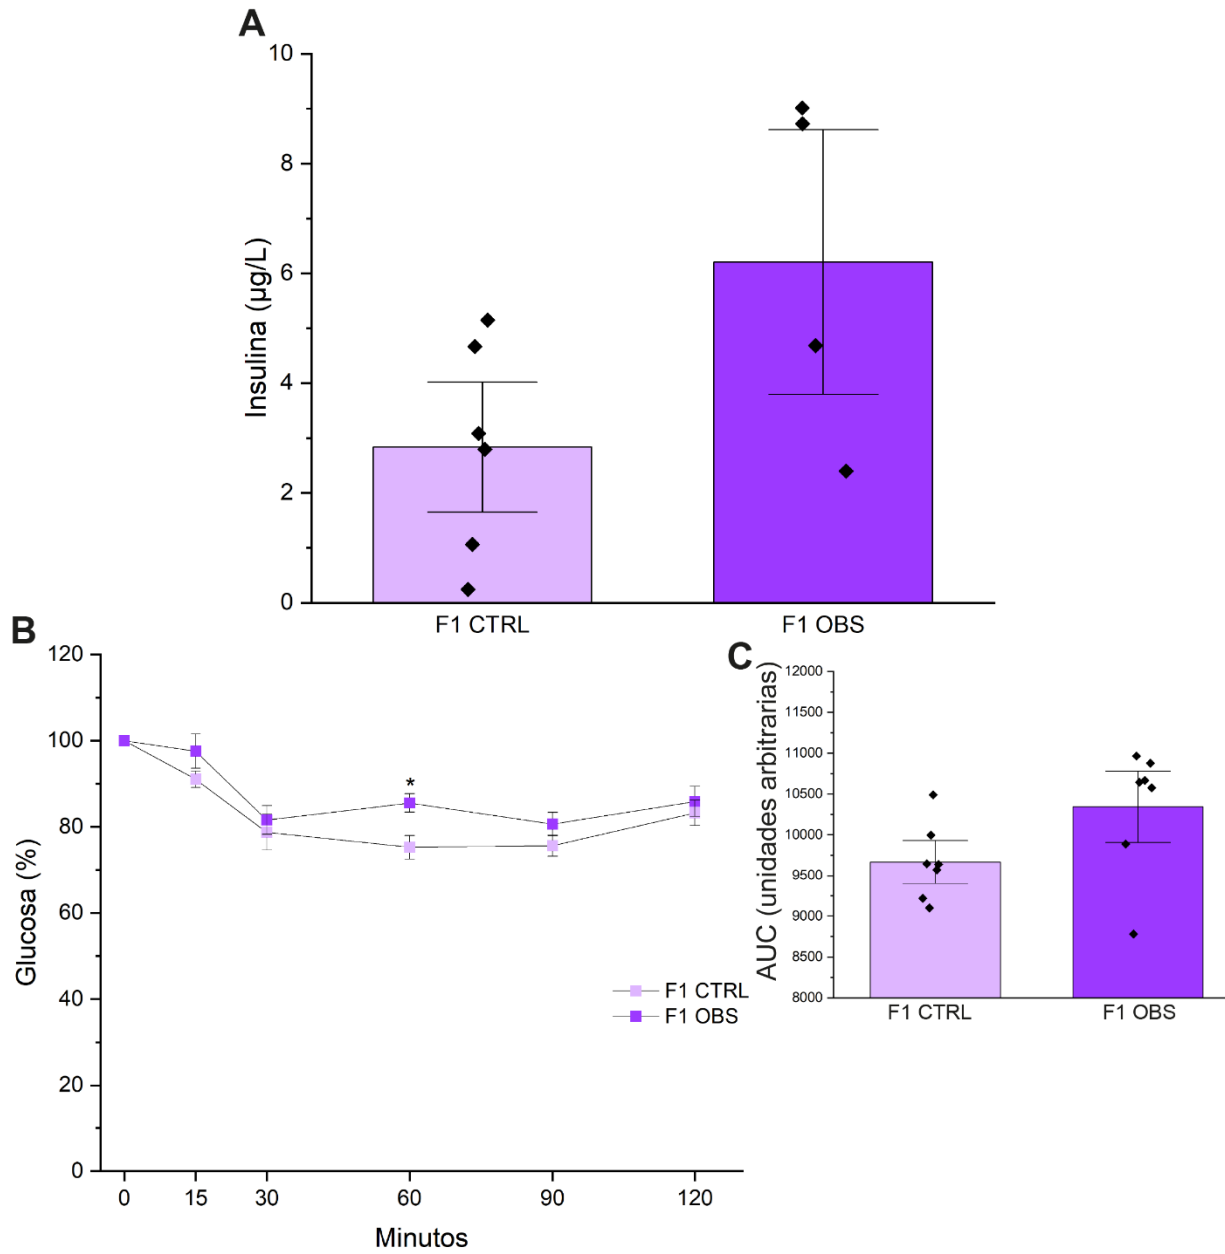 A
Insulina (µg/L)
10
8
6
4
2
0
F1 CTRL
F1 OBS
B
Glucosa (%)
120
100
80
60
40
20
0
*
F1 CTRL
F1 OBS
0
15
30
60
90
120
Minutos
C
AUC (unidades arbitrarias)
12000
11500
11000
10500
10000
9500
9000
8500
8000
F1 CTRL
F1 OBS